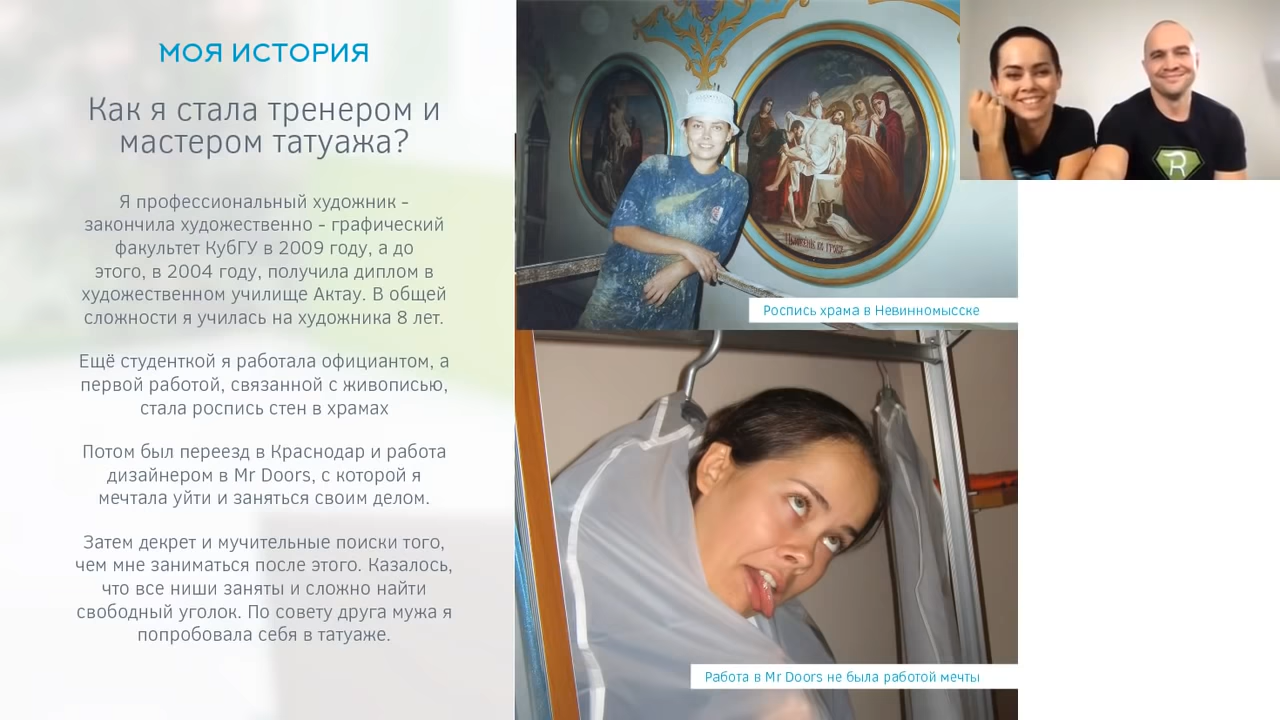 МОЯ ИСТОРИЯ
Как я стала тренером и
мастером татуажа?
Я профессиональный художник -
закончила художественно - графический
факультет КубГУ в 2009 году, а до
этого, в 2004 году, получила диплом в
художественном училище Актау. В общей
сложности я училась на художника 8 лет.
Ещё студенткой я работала официантом, а
первой работой, связанной с живописью,
стала роспись стен в храмах
Потом был переезд в Краснодар и работа
дизайнером в Mr Doors, с которой я
мечтала уйти и заняться своим делом.
Затем декрет и мучительные поиски того,
чем мне заниматься после этого. Казалось,
что все ниши заняты и сложно найти
свободный уголок. По совету друга мужа я
попробовала себя в татуаже.
Роспись храма в Невинномысске
Работа в Mr Doors не была работой мечты
R